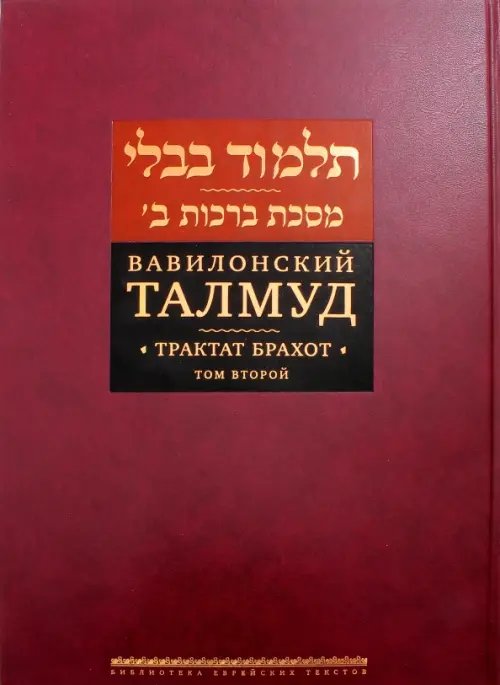 תלמוד בבלי
מסכת ברכות ב׳
ВАВИЛОНСКИЙ
ТАЛМУД
ТРАКТАТ БРАХОТ
ТОМ ВТОРОЙ
БИБЛИОТЕКА ЕВРЕЙСКИХ ТЕКСТОВ